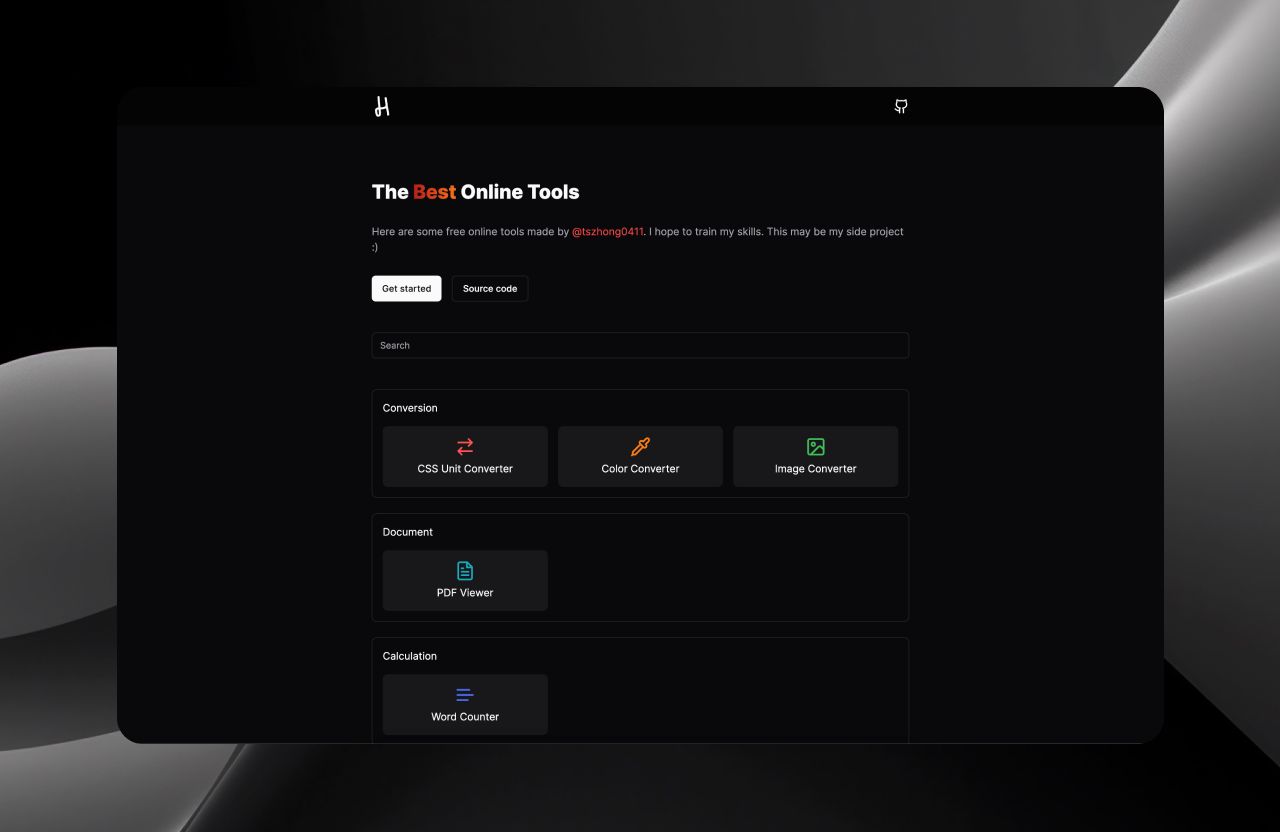 The Best Online Tools
Here are some free online tools made by @tszhong0411. I hope to train my skills. This may be my side project
:)
Get started
Source code
Search
Conversion
CSS Unit Converter
Color Converter
Image Converter
Document
PDF Viewer
Calculation
Word Counter